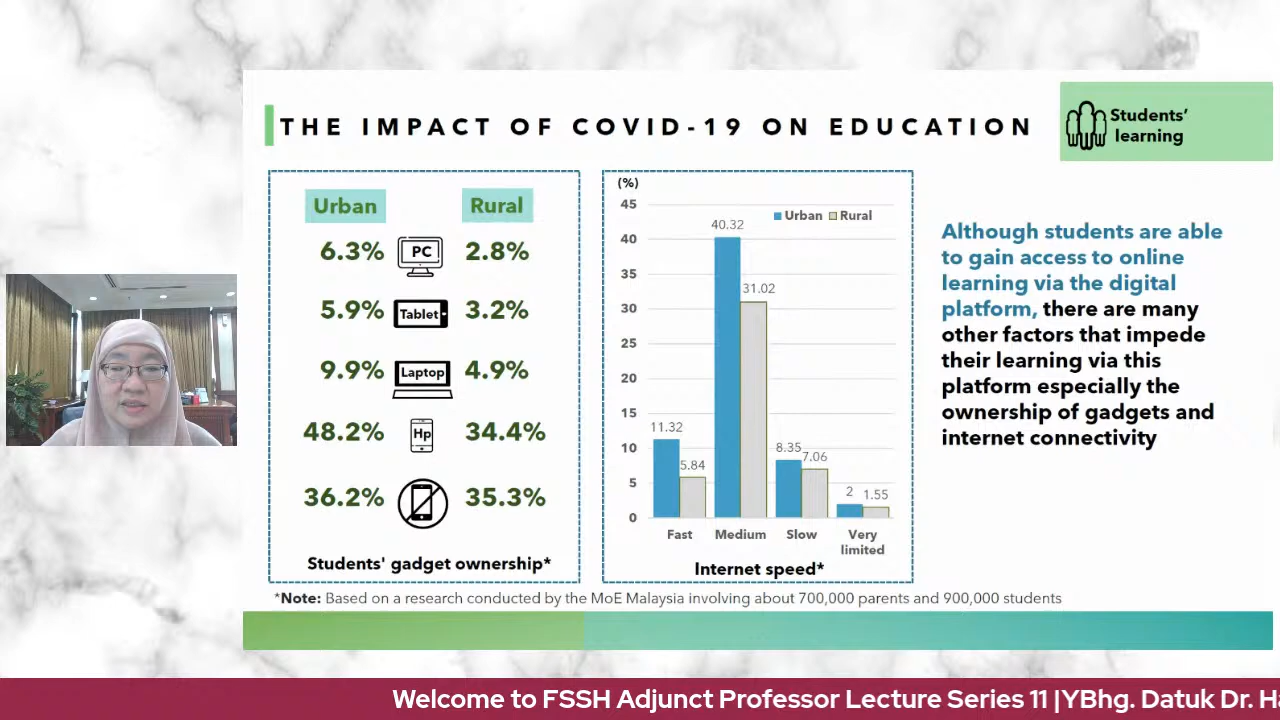 THE IMPACT OF COVID-19 ON EDUCATION
Students'
learning
Urban
Rural
6.3%
PC
2.8%
5.9%
Tablet
3.2%
9.9%
Laptop
4.9%
48.2%
Hp
34.4%
36.2%
35.3%
Students' gadget ownership*
(%)
45
40
35
30
25
20
15
10
5
0
Urban
Rural
11.32
5.84
40.32
31.02
8.35
7.06
2
1.55
Fast
Medium
Slow
Very
limited
Internet speed*
Although students are able
to gain access to online
learning via the digital
platform, there are many
other factors that impede
their learning via this
platform especially the
ownership of gadgets and
internet connectivity
*Note: Based on a research conducted by the MoE Malaysia involving about 700,000 parents and 900,000 students
Welcome to FSSH Adjunct Professor Lecture Series 11 |YBhg. Datuk Dr.